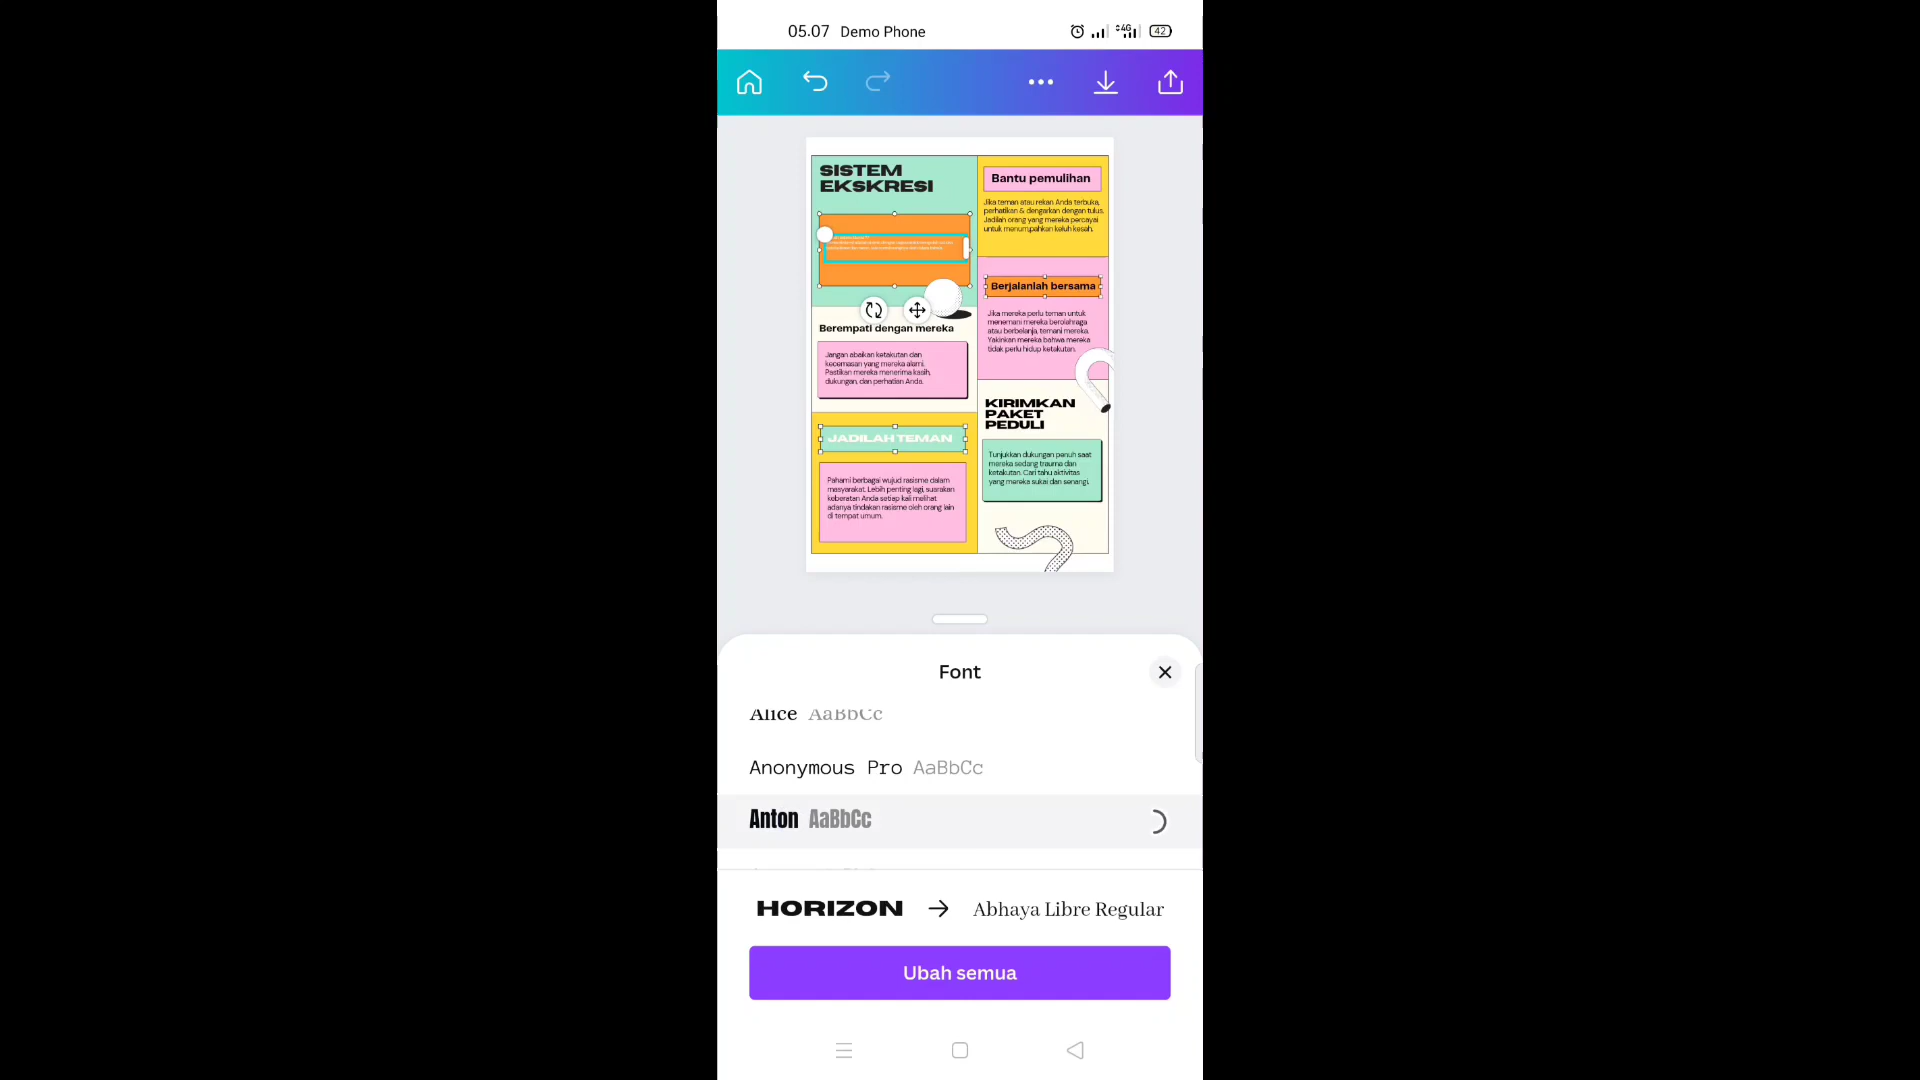 05.07 Demo Phone
4G
42
SISTEM
EKSKRESI
Bantu pemulihan
Jika teman atau rekan Anda terbuka,
perhatikan & dengarkan dengan tulus.
Jadilah orang yang mereka percayai
untuk menumpahkan keluh kesah.
Berjalanlah bersama
Jika mereka perlu teman untuk
menemani mereka berolahraga
atau berbelanja, temani mereka.
Yakinkan mereka bahwa mereka
tidak perlu hidup ketakutan.
Berempati dengan mereka
Jangan abaikan ketakutan dan
kecemasan yang mereka alami.
Pastikan mereka menerima kasih,
dukungan, dan perhatian Anda.
JADILAH TEMAN
Pahami berbagai wujud rasisme dalam
masyarakat. Lebih penting lagi, suarakan
keberatan Anda setiap kali melihat
adanya tindakan rasisme oleh orang lain
di tempat umum.
KIRIMKAN
PAKET
PEDULI
Tunjukkan dukungan penuh saat
mereka sedang trauma dan
ketakutan. Cari tahu aktivitas
yang mereka sukai dan senangi.
Font
Alice AaBbCc
Anonymous Pro AaBbCc
Anton AaBbCc
HORIZON → Abhaya Libre Regular
Ubah semua